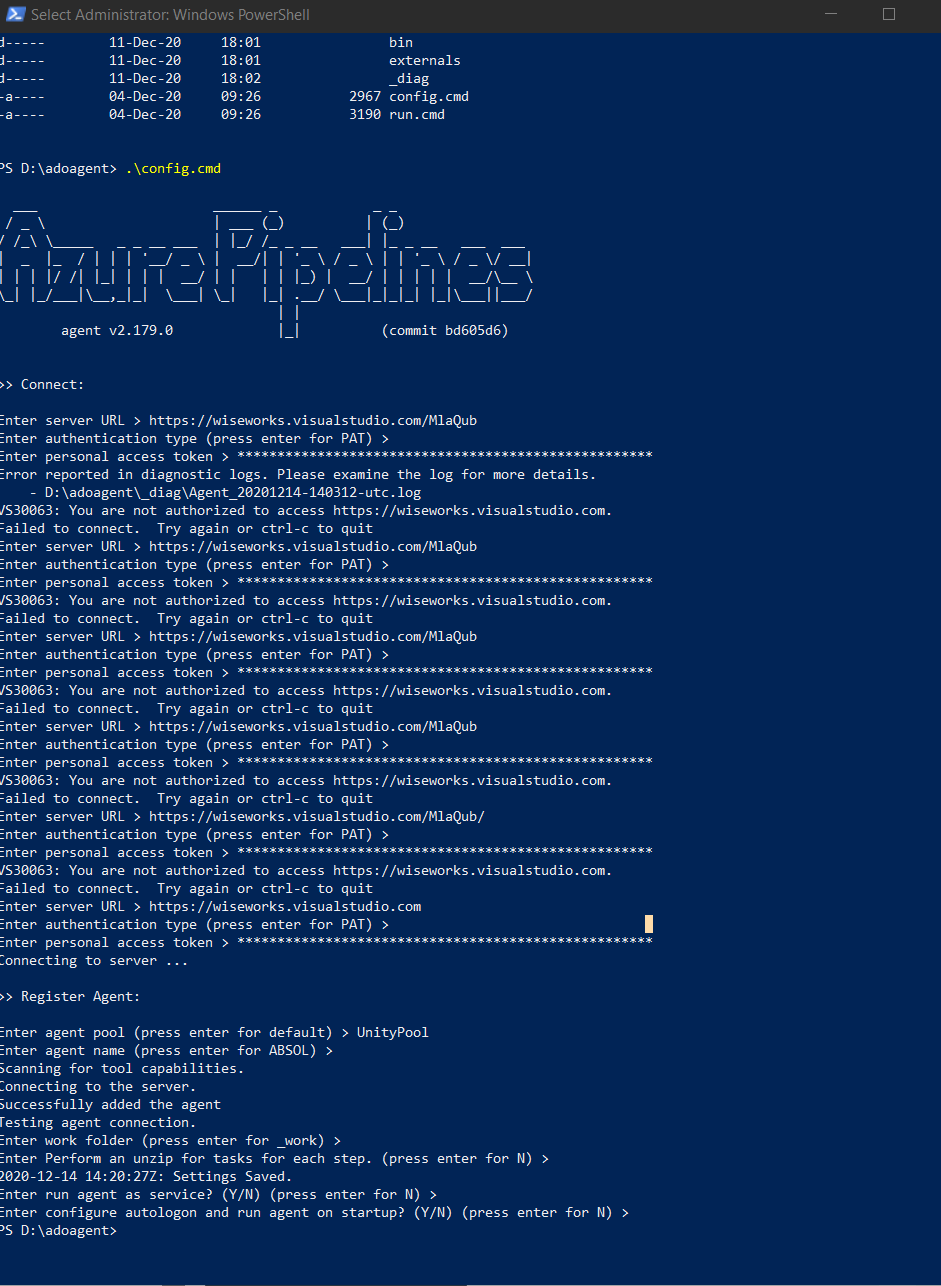 Select Administrator: Windows PowerShell
d----- 11-Dec-20 18:01 bin
d----- 11-Dec-20 18:01 externals
d----- 11-Dec-20 18:02 _diag
-a---- 04-Dec-20 09:26 2967 config.cmd
-a---- 04-Dec-20 09:26 3190 run.cmd
PS D:\adoagent> .\config.cmd
Azure Pipelines
agent v2.179.0 (commit bd605d6)
>> Connect:
Enter server URL > https://wiseworks.visualstudio.com/MlaQub
Enter authentication type (press enter for PAT) >
Enter personal access token > ****************************************************
Error reported in diagnostic logs. Please examine the log for more details.
- D:\adoagent\_diag\Agent_20201214-140312-utc.log
VS30063: You are not authorized to access https://wiseworks.visualstudio.com.
Failed to connect. Try again or ctrl-c to quit
Enter server URL > https://wiseworks.visualstudio.com/MlaQub
Enter authentication type (press enter for PAT) >
Enter personal access token > ****************************************************
VS30063: You are not authorized to access https://wiseworks.visualstudio.com.
Failed to connect. Try again or ctrl-c to quit
Enter server URL > https://wiseworks.visualstudio.com/MlaQub
Enter authentication type (press enter for PAT) >
Enter personal access token > ****************************************************
VS30063: You are not authorized to access https://wiseworks.visualstudio.com.
Failed to connect. Try again or ctrl-c to quit
Enter server URL > https://wiseworks.visualstudio.com/MlaQub
Enter authentication type (press enter for PAT) >
Enter personal access token > ****************************************************
VS30063: You are not authorized to access https://wiseworks.visualstudio.com.
Failed to connect. Try again or ctrl-c to quit
Enter server URL > https://wiseworks.visualstudio.com/MlaQub/
Enter authentication type (press enter for PAT) >
Enter personal access token > ****************************************************
VS30063: You are not authorized to access https://wiseworks.visualstudio.com.
Failed to connect. Try again or ctrl-c to quit
Enter server URL > https://wiseworks.visualstudio.com
Enter authentication type (press enter for PAT) >
Enter personal access token > ****************************************************
Connecting to server ...
>> Register Agent:
Enter agent pool (press enter for default) > UnityPool
Enter agent name (press enter for ABSOL) >
Scanning for tool capabilities.
Connecting to the server.
Successfully added the agent
Testing agent connection.
Enter work folder (press enter for _work) >
Enter Perform an unzip for tasks for each step. (press enter for N) >
2020-12-14 14:20:27Z: Settings Saved.
Enter run agent as service? (Y/N) (press enter for N) >
Enter configure autologon and run agent on startup? (Y/N) (press enter for N) >
PS D:\adoagent>